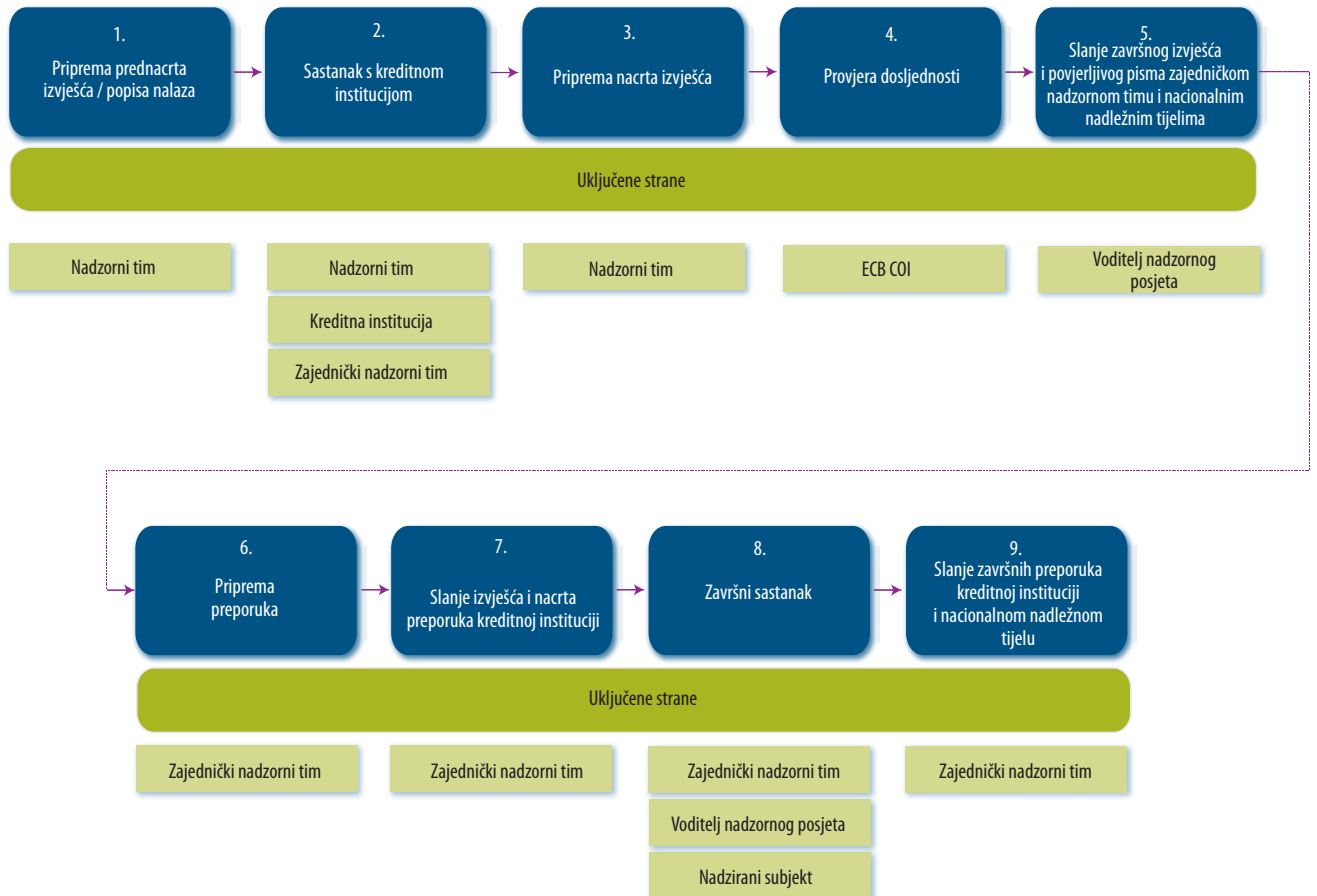 1.
Priprema prednacrta
izvješća / popisa nalaza
2.
Sastanak s kreditnom
institucijom
3.
Priprema nacrta izvješća
4.
Provjera dosljednosti
5.
Slanje završnog izvješća
i povjerljivog pisma zajedničkom
nadzornom timu i nacionalnim
nadležnim tijelima
Uključene strane
Nadzorni tim
Nadzorni tim
Kreditna institucija
Zajednički nadzorni tim
Nadzorni tim
ECB COI
Voditelj nadzornog
posjeta
6.
Priprema
preporuka
7.
Slanje izvješća i nacrta
preporuka kreditnoj instituciji
8.
Završni sastanak
9.
Slanje završnih preporuka
kreditnoj instituciji
i nacionalnom nadležnom
tijelu
Uključene strane
Zajednički nadzorni tim
Zajednički nadzorni tim
Zajednički nadzorni tim
Voditelj nadzornog posjeta
Nadzirani subjekt
Zajednički nadzorni tim